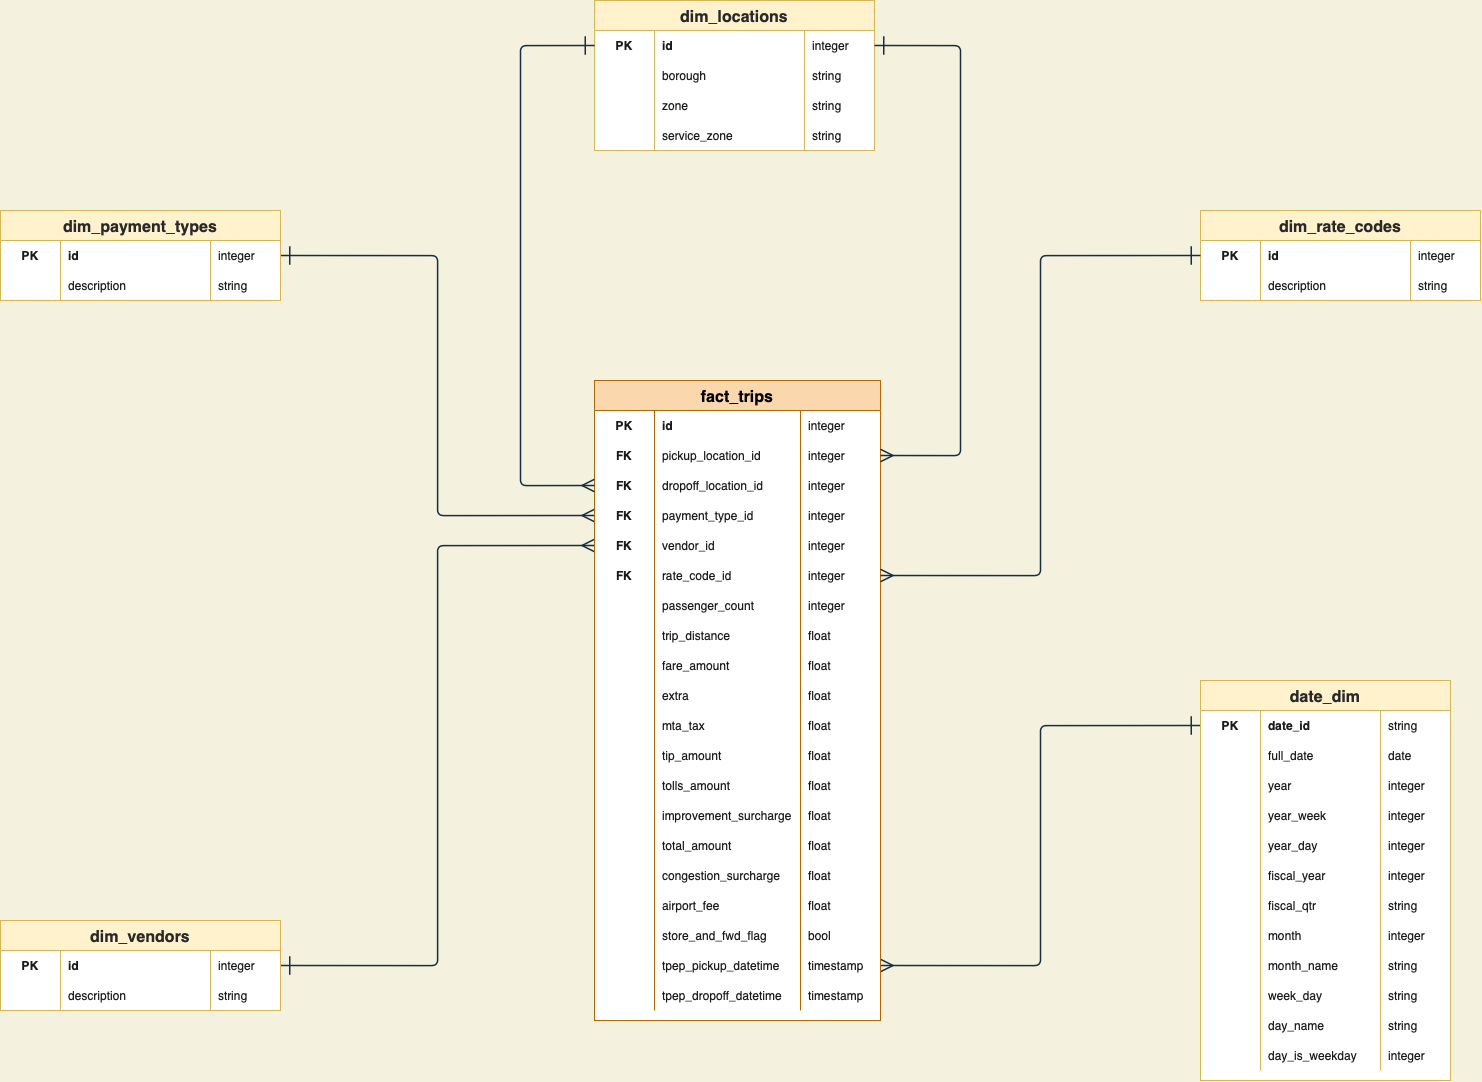 dim_locations
PK id integer
borough string
zone string
service_zone string
dim_payment_types
PK id integer
description string
dim_rate_codes
PK id integer
description string
fact_trips
PK id integer
FK pickup_location_id integer
FK dropoff_location_id integer
FK payment_type_id integer
FK vendor_id integer
FK rate_code_id integer
passenger_count integer
trip_distance float
fare_amount float
extra float
mta_tax float
tip_amount float
tolls_amount float
improvement_surcharge float
total_amount float
congestion_surcharge float
airport_fee float
store_and_fwd_flag bool
tpep_pickup_datetime timestamp
tpep_dropoff_datetime timestamp
date_dim
PK date_id string
full_date date
year integer
year_week integer
year_day integer
fiscal_year integer
fiscal_qtr string
month integer
month_name string
week_day string
day_name string
day_is_weekday integer
dim_vendors
PK id integer
description string